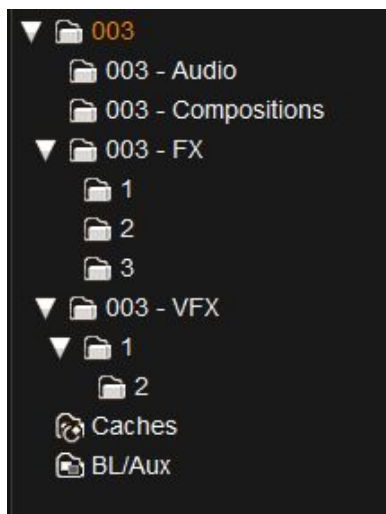 003
003 - Audio
003 - Compositions
003 - FX
1
2
3
003 - VFX
1
2
Caches
BL/Aux